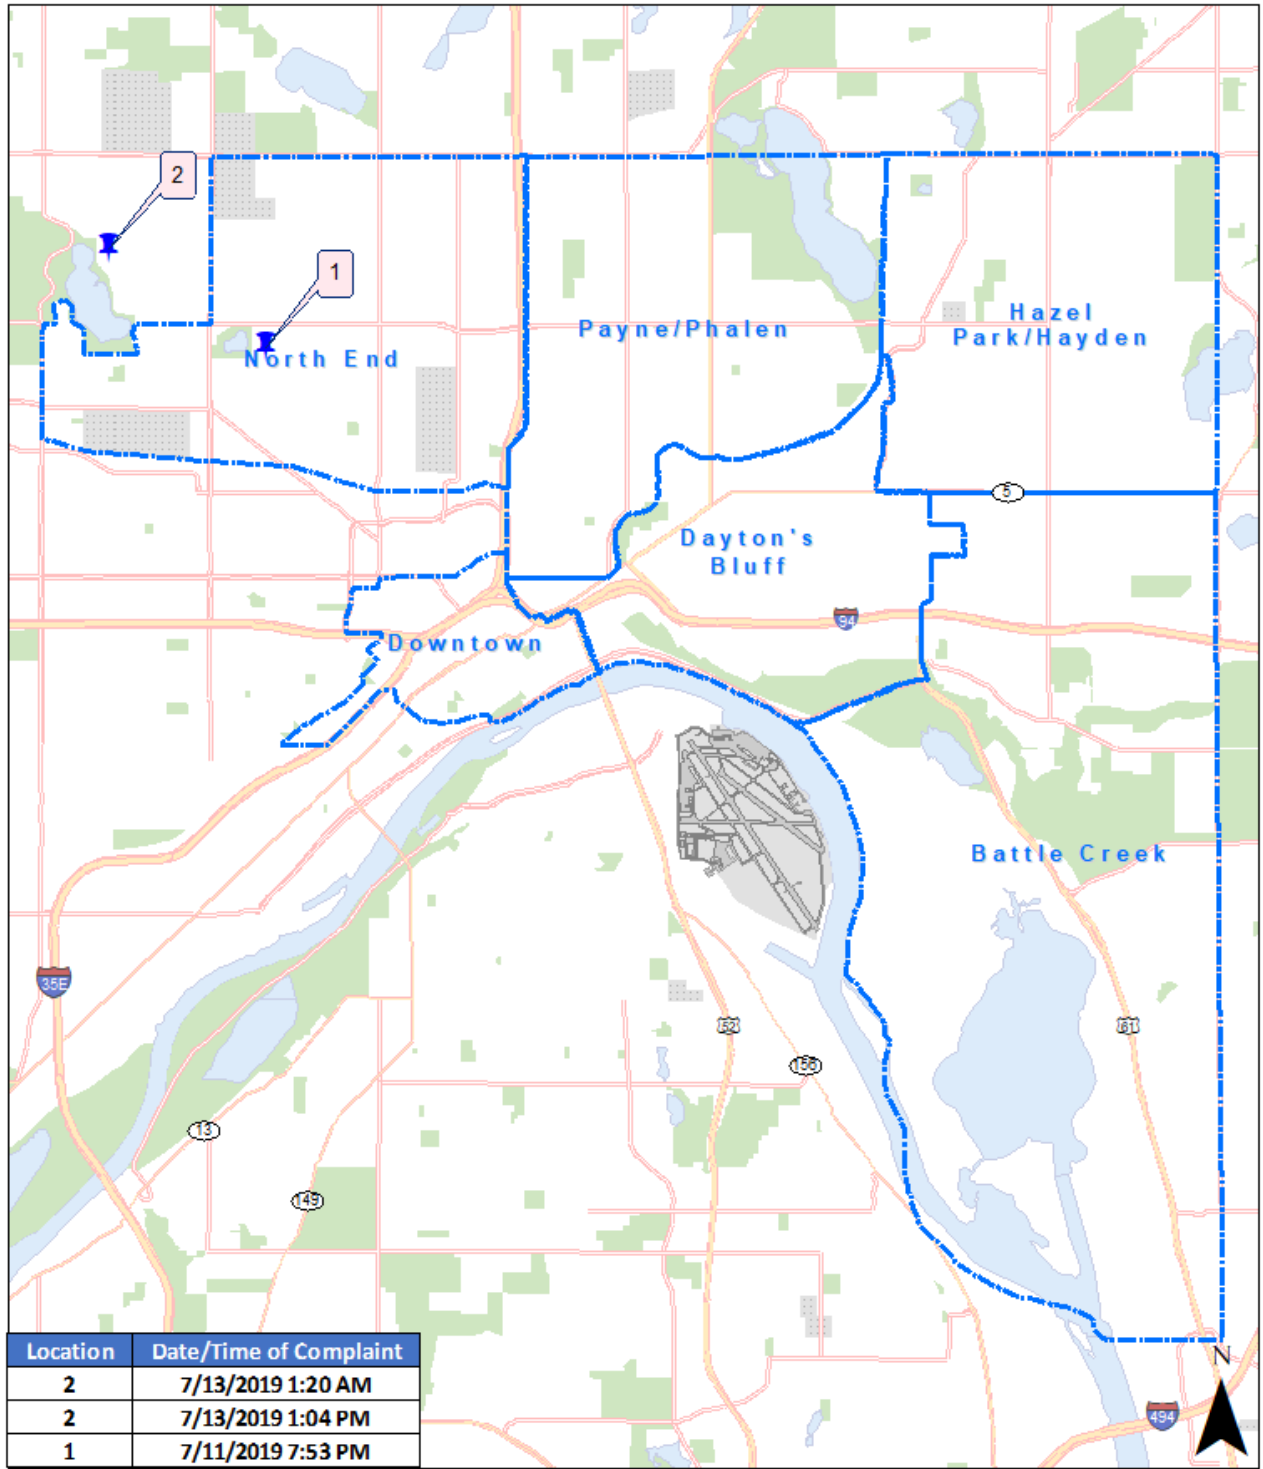 2
1
North End
Payne/Phalen
Hazel
Park/Hayden
5
Dayton's
Bluff
94
Downtown
Battle Creek
35E
52
61
156
13
149
N
494
Location Date/Time of Complaint
2 7/13/2019 1:20 AM
2 7/13/2019 1:04 PM
1 7/11/2019 7:53 PM